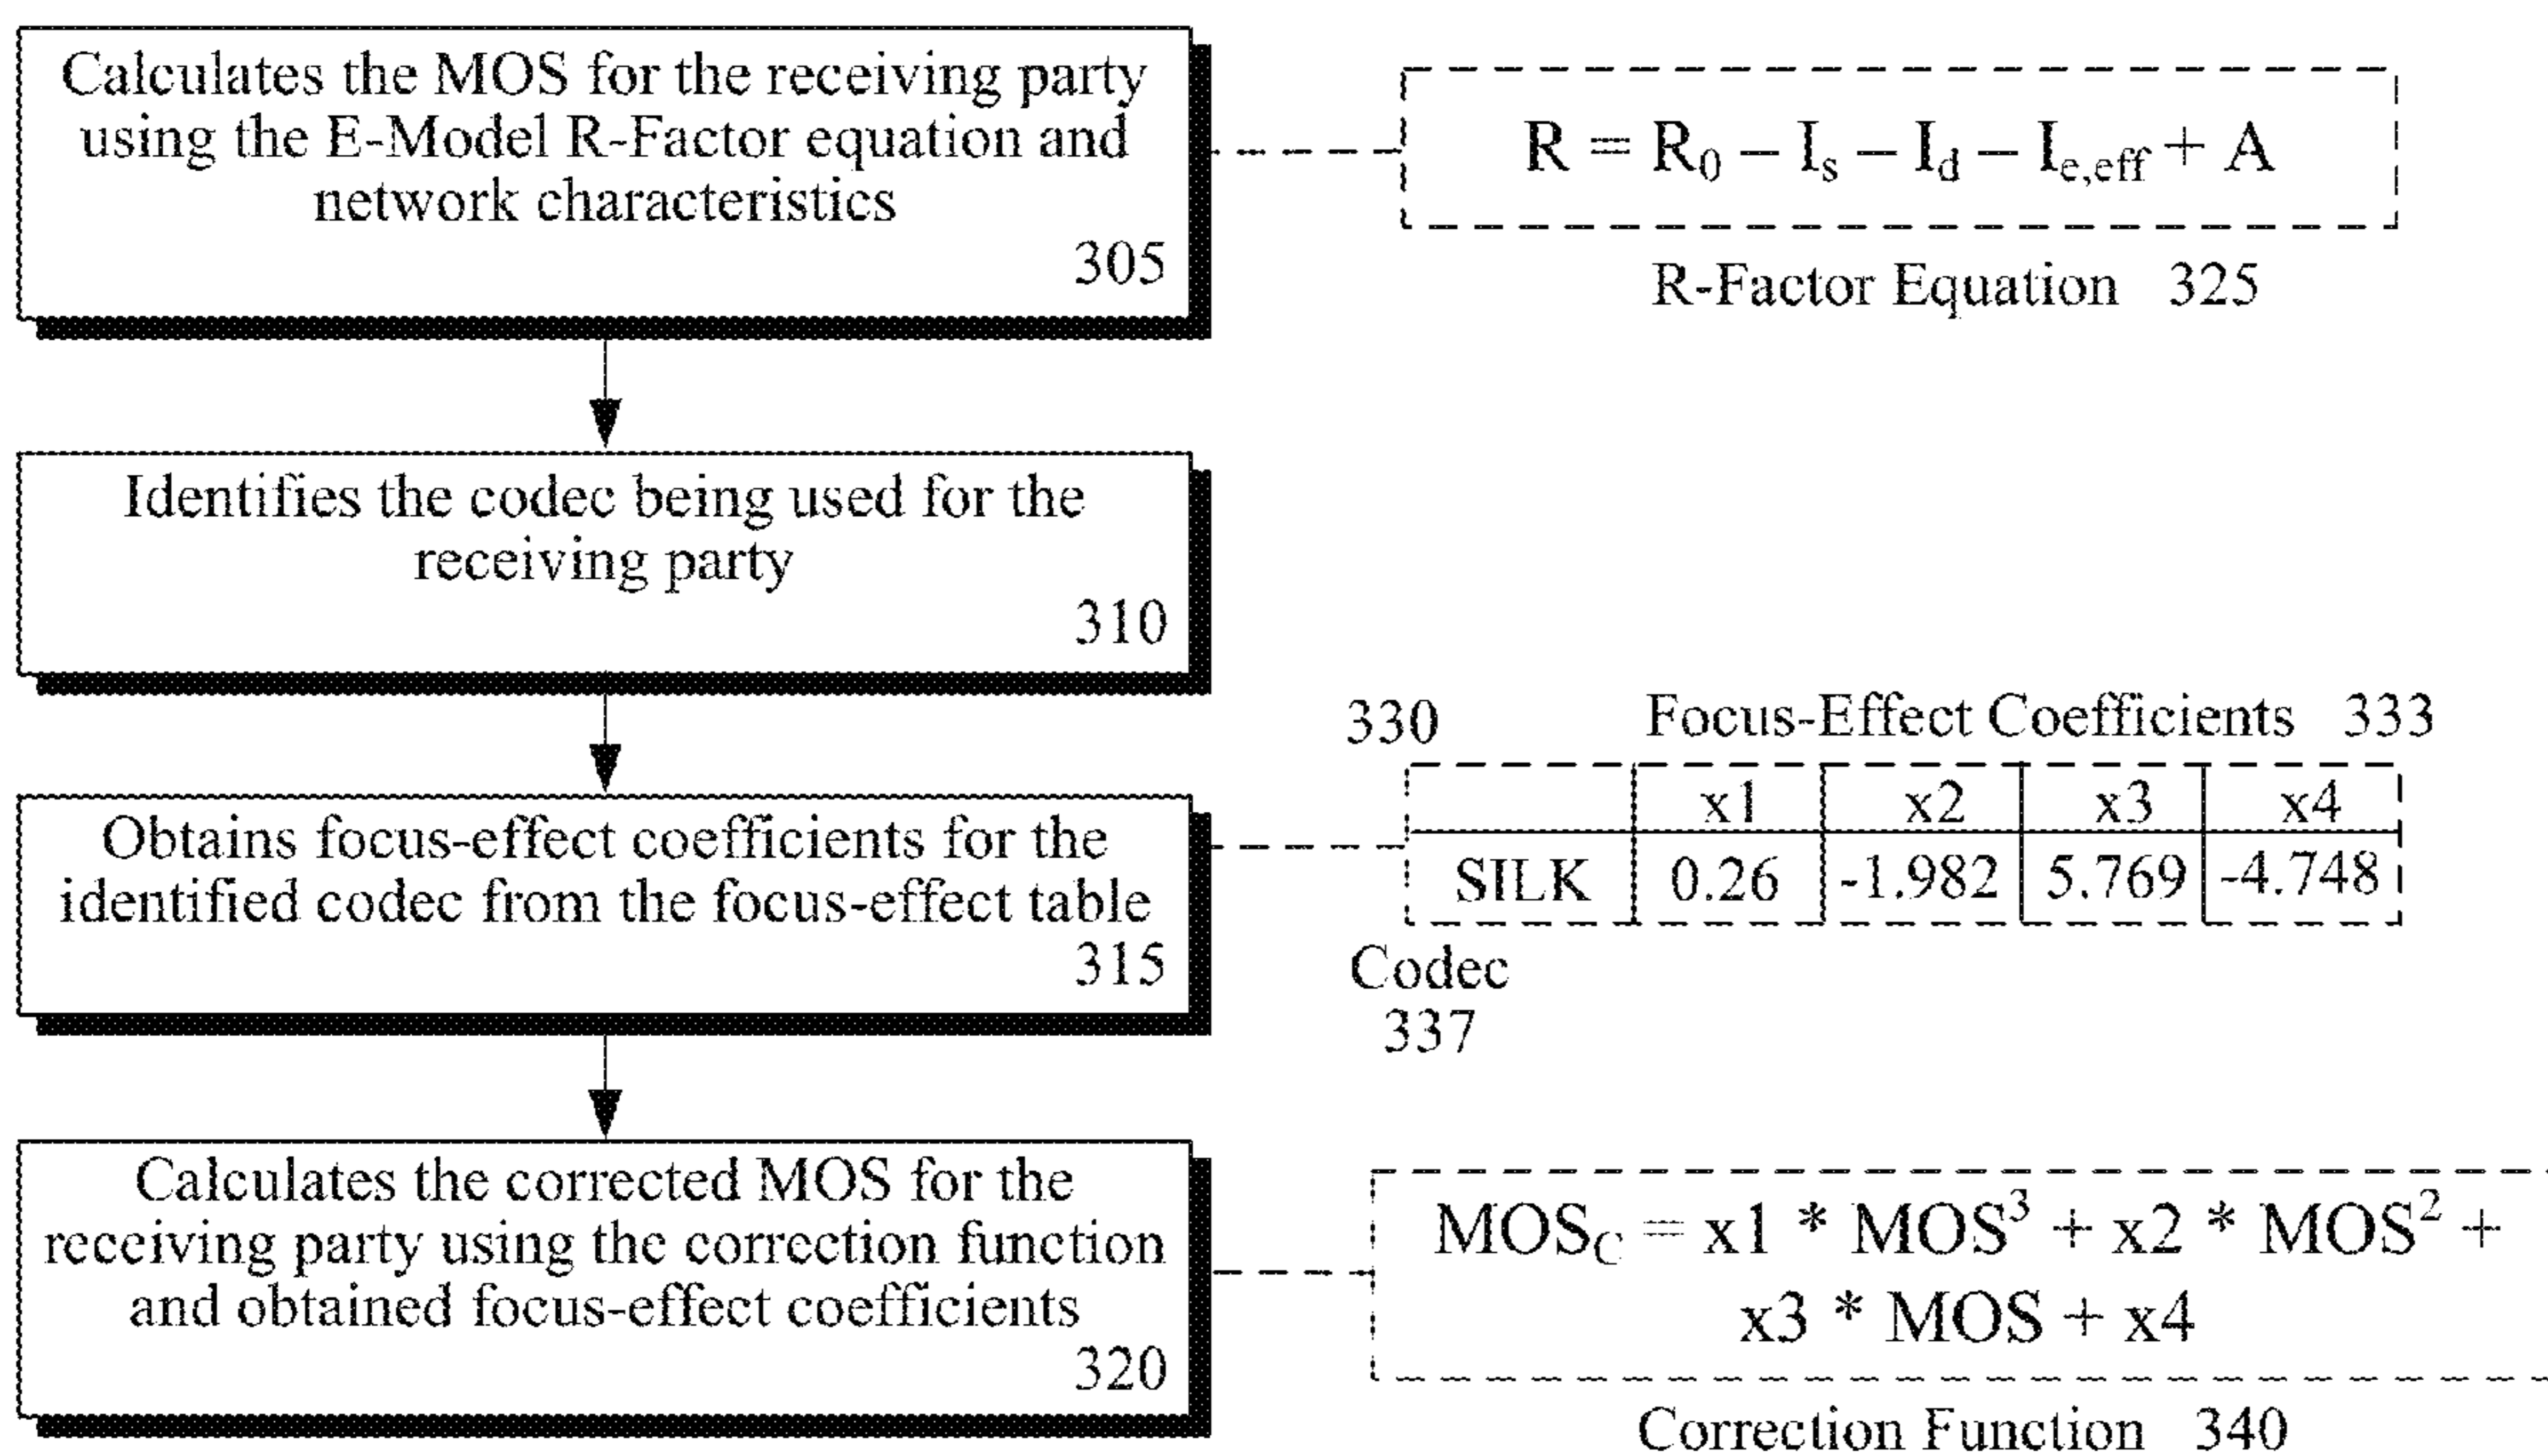 Calculates the MOS for the receiving party
using the E-Model R-Factor equation and
network characteristics
305
R = R₀ – Iₛ – I_d – I_e,eff + A
R-Factor Equation 325
Identifies the codec being used for the
receiving party
310
330 Focus-Effect Coefficients 333
x1 x2 x3 x4
SILK 0.26 -1.982 5.769 -4.748
Codec
337
Obtains focus-effect coefficients for the
identified codec from the focus-effect table
315
Calculates the corrected MOS for the
receiving party using the correction function
and obtained focus-effect coefficients
320
MOS_C = x1 * MOS³ + x2 * MOS² +
x3 * MOS + x4
Correction Function 340